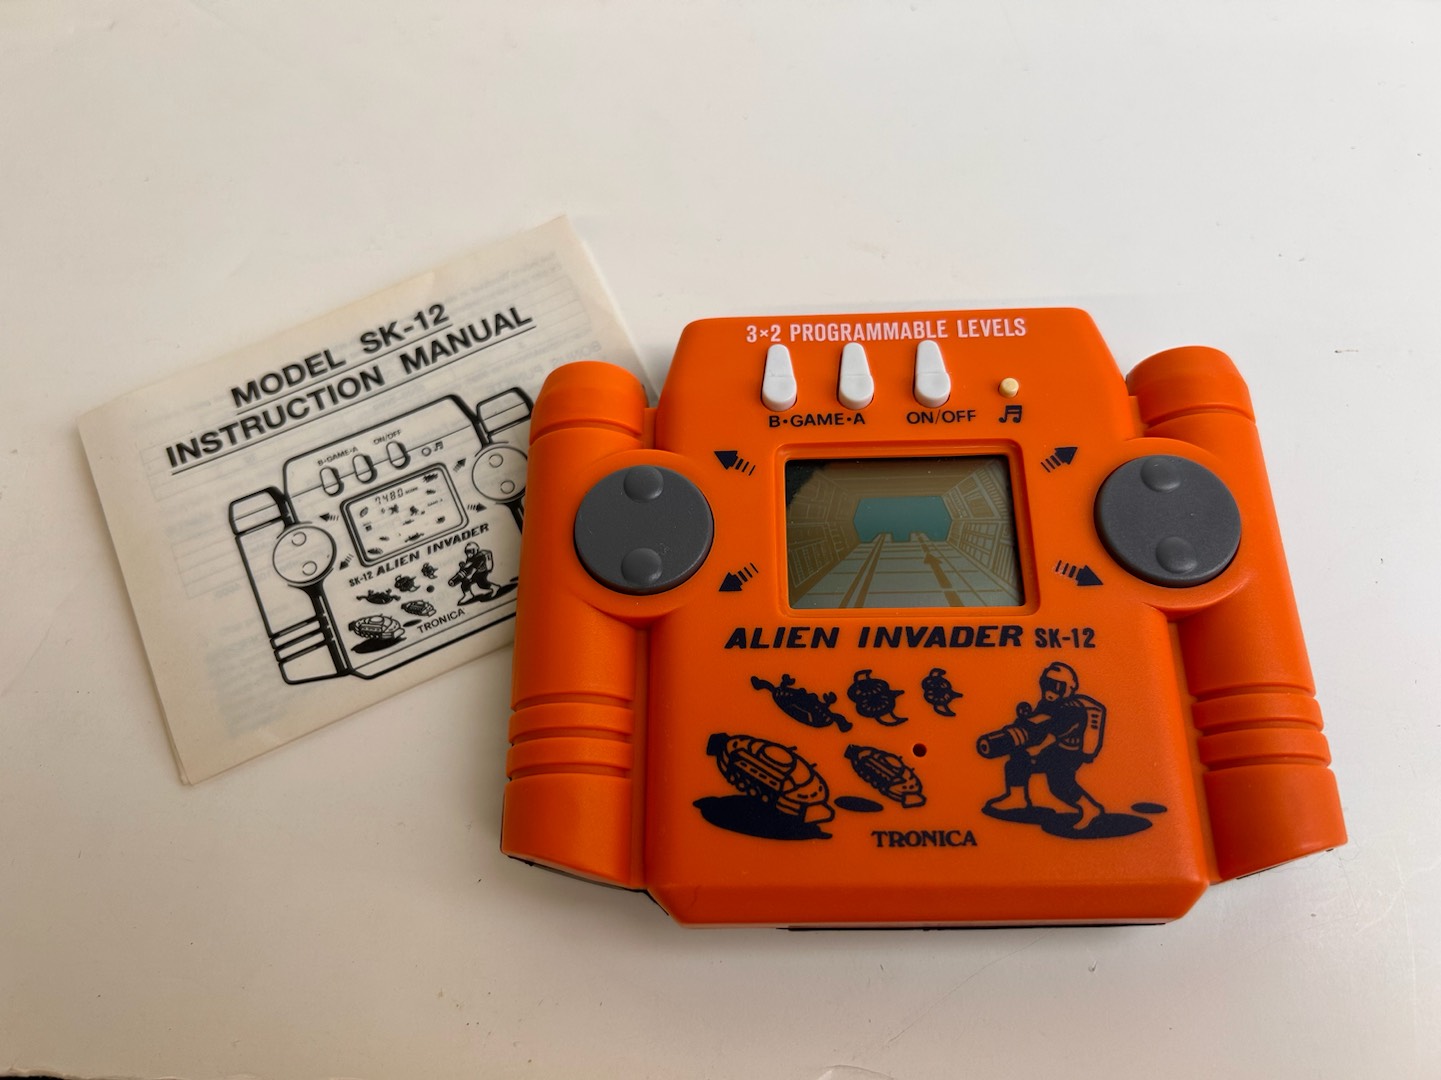 MODEL SK-12
INSTRUCTION MANUAL
B•GAME•A
ON/OFF
7480
SK-12 ALIEN INVADER
TRONICA
3×2 PROGRAMMABLE LEVELS
B•GAME•A
ON/OFF
ALIEN INVADER SK-12
TRONICA